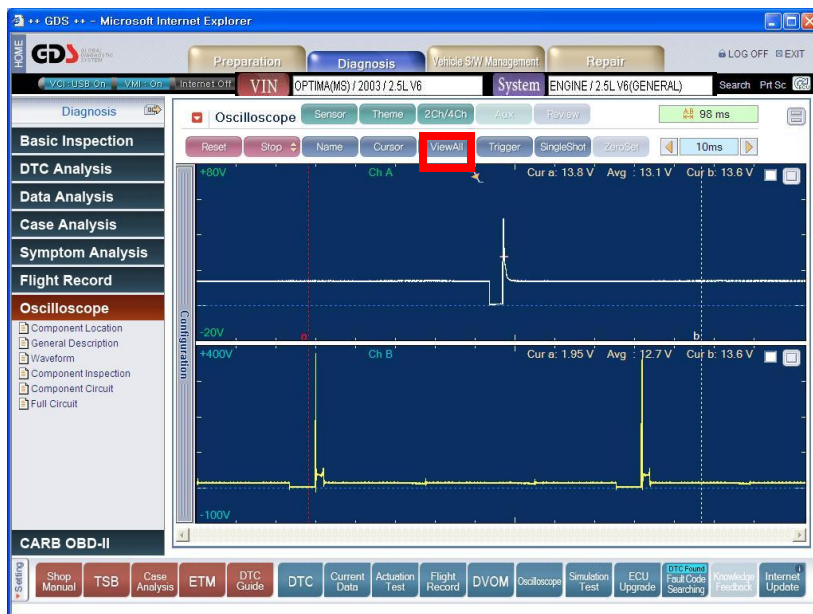 ++ GDS ++ - Microsoft Internet Explorer
HOME
GDS GLOBAL DIAGNOSTIC SYSTEM
Preparation Diagnosis Vehicle S/W Management Repair
LOG OFF EXIT
VCI : USB On VMI : On Internet Off VIN OPTIMA(MS) / 2003 / 2.5L V6 System ENGINE / 2.5L V6(GENERAL) Search Prt Sc
Diagnosis
Basic Inspection
DTC Analysis
Data Analysis
Case Analysis
Symptom Analysis
Flight Record
Oscilloscope
Component Location
General Description
Waveform
Component Inspection
Component Circuit
Full Circuit
CARB OBD-II
Configuration
Oscilloscope Sensor Theme 2Ch/4Ch Aux Review A B 98 ms
Reset Stop Name Cursor ViewAll Trigger SingleShot ZeroSet 10ms
+80V Ch A Cur a: 13.8 V Avg : 13.1 V Cur b: 13.6 V
-20V a b
+400V Ch B Cur a: 1.95 V Avg : 12.7 V Cur b: 13.6 V
-100V
Setting
Shop Manual
TSB
Case Analysis
ETM
DTC Guide
DTC
Current Data
Actuation Test
Flight Record
DVOM
Oscilloscope
Simulation Test
ECU Upgrade
DTC Found
Fault Code Searching
Knowledge Feedback
Internet Update